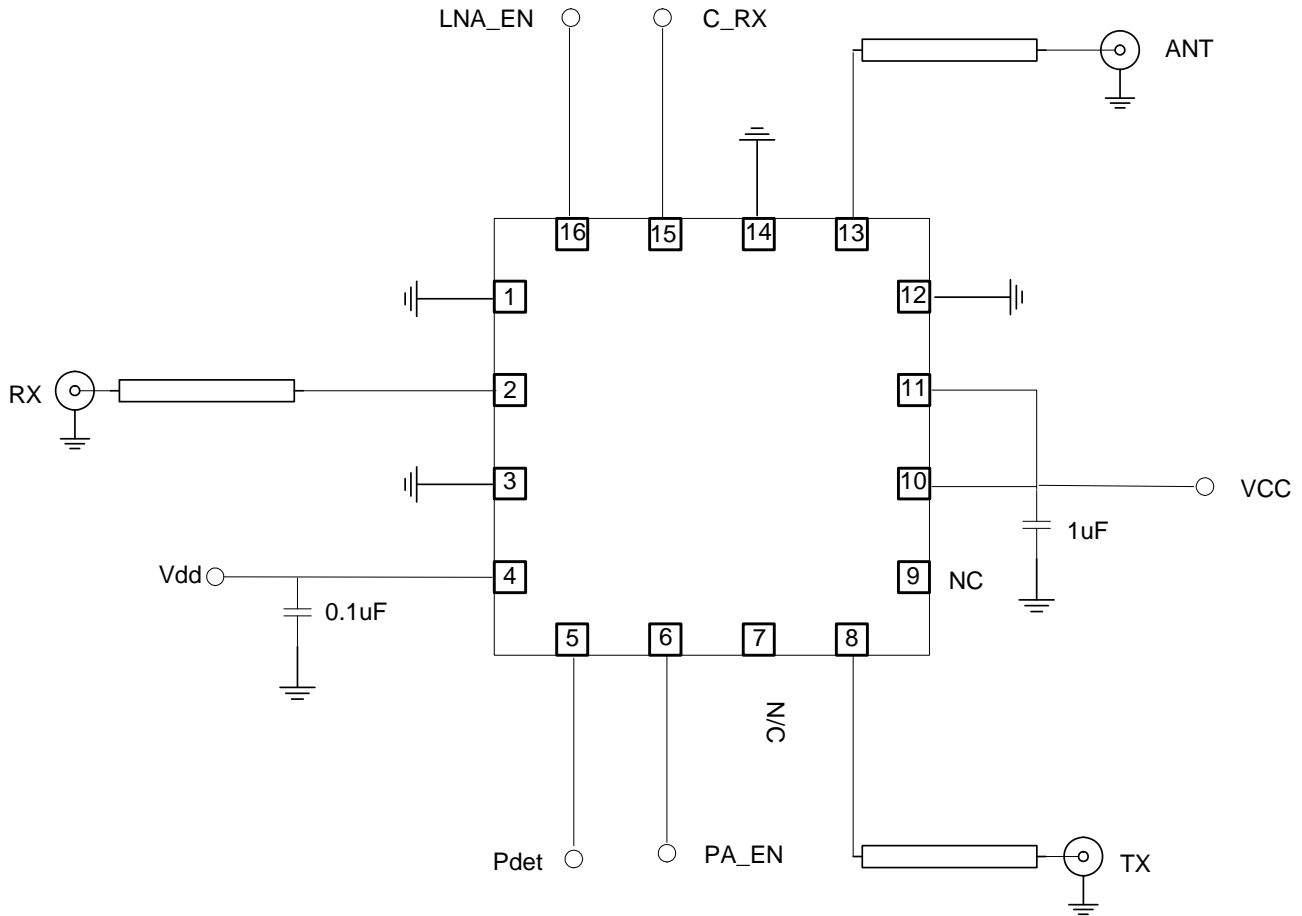 LNA_EN
C_RX
ANT
16
15
14
13
1
12
RX
2
11
3
10
VCC
1uF
Vdd
4
9
NC
0.1uF
5
6
7
8
N/C
Pdet
PA_EN
TX